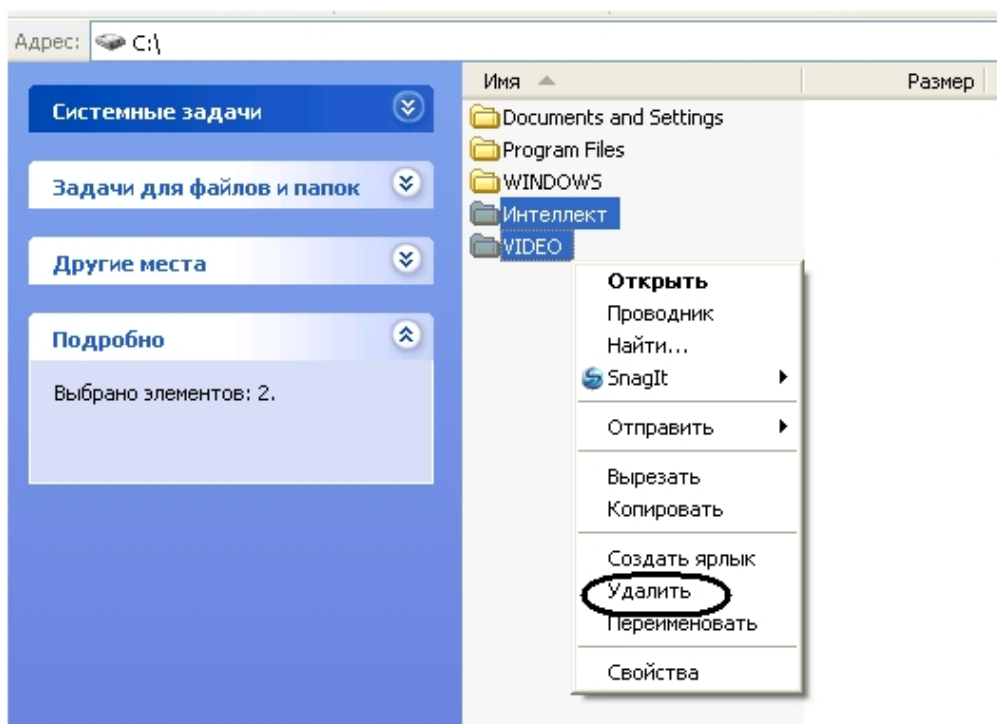 Адрес: C:\
Имя Размер
Системные задачи
Задачи для файлов и папок
Другие места
Подробно
Выбрано элементов: 2.
Documents and Settings
Program Files
WINDOWS
Интеллект
VIDEO
Открыть
Проводник
Найти...
SnagIt
Отправить
Вырезать
Копировать
Создать ярлык
Удалить
Переименовать
Свойства